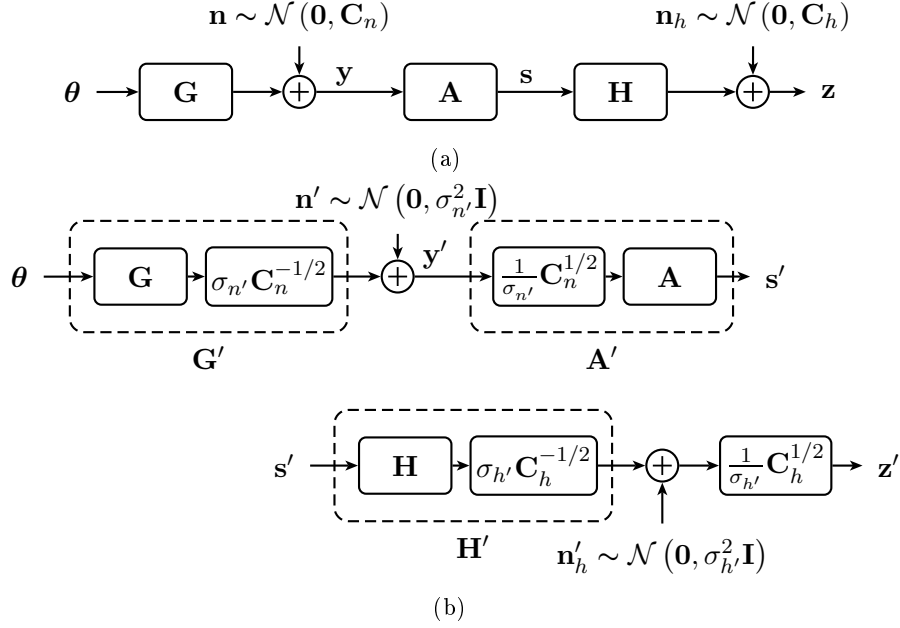 n ∼ 𝒩 (0, Cₙ) n_h ∼ 𝒩 (0, C_h)
θ G + y A s H + z
(a)
n′ ∼ 𝒩 (0, σ²_{n′} I)
θ G σ_{n′} C_n^{−1/2} + y′ 1/σ_{n′} C_n^{1/2} A s′
G′ A′
s′ H σ_{h′} C_h^{−1/2} + 1/σ_{h′} C_h^{1/2} z′
H′ n′_h ∼ 𝒩 (0, σ²_{h′} I)
(b)